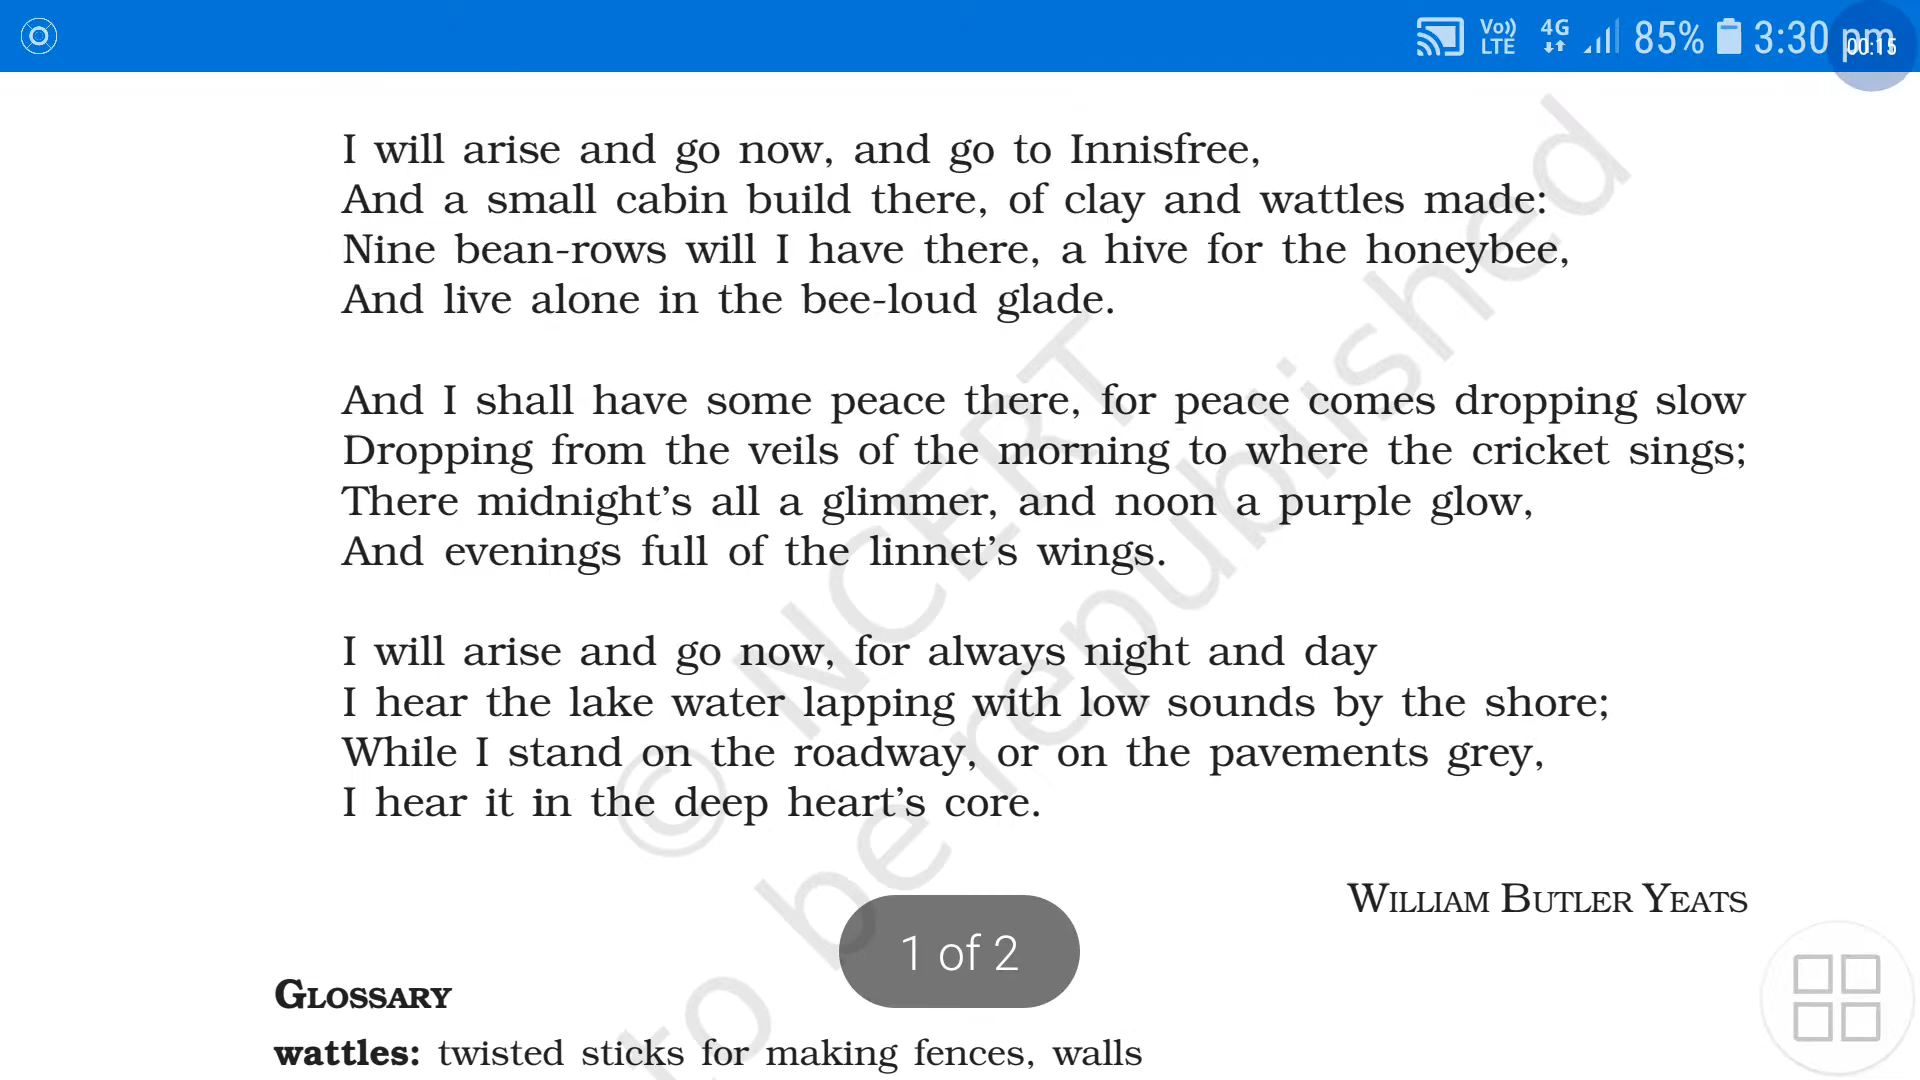 Vo)) LTE 4G 85% 3:30 pm
00:15
I will arise and go now, and go to Innisfree,
And a small cabin build there, of clay and wattles made:
Nine bean-rows will I have there, a hive for the honeybee,
And live alone in the bee-loud glade.
And I shall have some peace there, for peace comes dropping slow
Dropping from the veils of the morning to where the cricket sings;
There midnight’s all a glimmer, and noon a purple glow,
And evenings full of the linnet’s wings.
I will arise and go now, for always night and day
I hear the lake water lapping with low sounds by the shore;
While I stand on the roadway, or on the pavements grey,
I hear it in the deep heart’s core.
WILLIAM BUTLER YEATS
1 of 2
GLOSSARY
wattles: twisted sticks for making fences, walls
© NCERT
to be republished